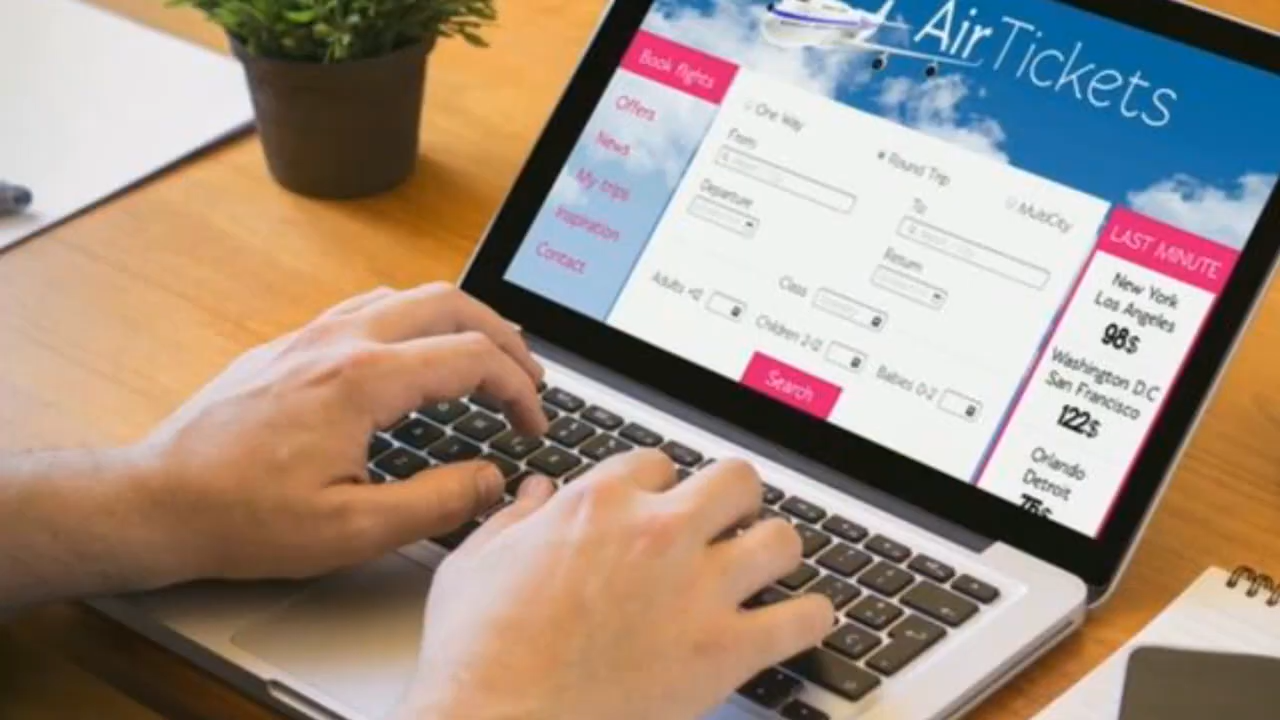 AirTickets
Book flights
Offers
News
My trips
Inspiration
Contact
One Way
Round Trip
MultiCity
From
To
Departure
Return
Class
Adults
Children 2-12
Babies 0-2
Search
LAST MINUTE
New York
Los Angeles
98$
Washington D.C
San Francisco
122$
Orlando
Detroit
76$